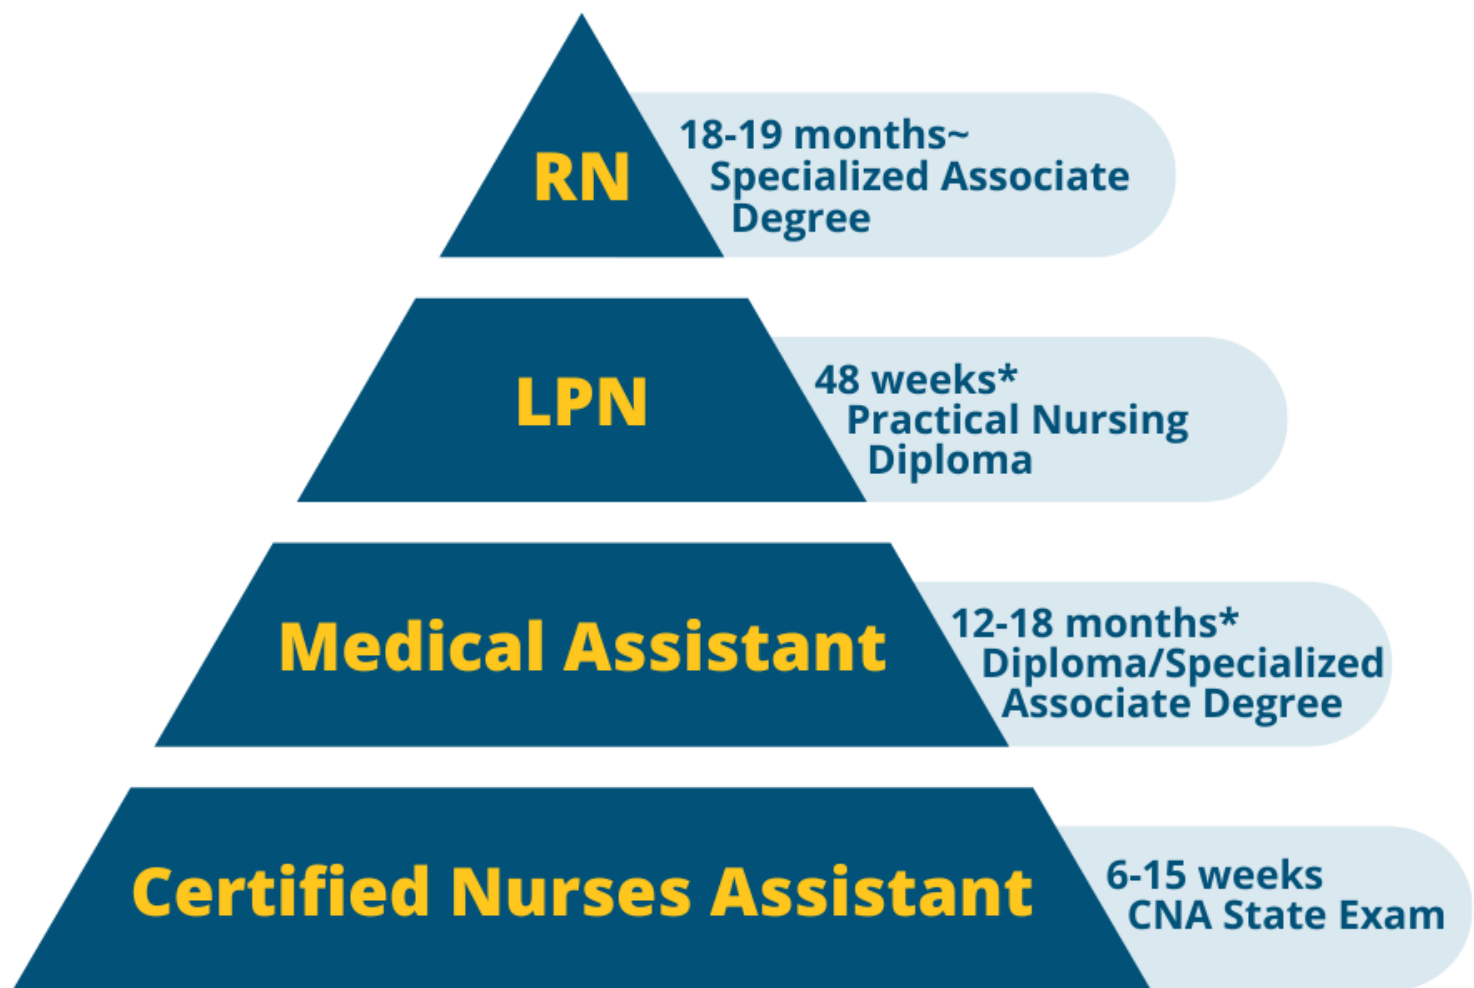 RN
18-19 months~
Specialized Associate
Degree
LPN
48 weeks*
Practical Nursing
Diploma
Medical Assistant
12-18 months*
Diploma/Specialized
Associate Degree
Certified Nurses Assistant
6-15 weeks
CNA State Exam